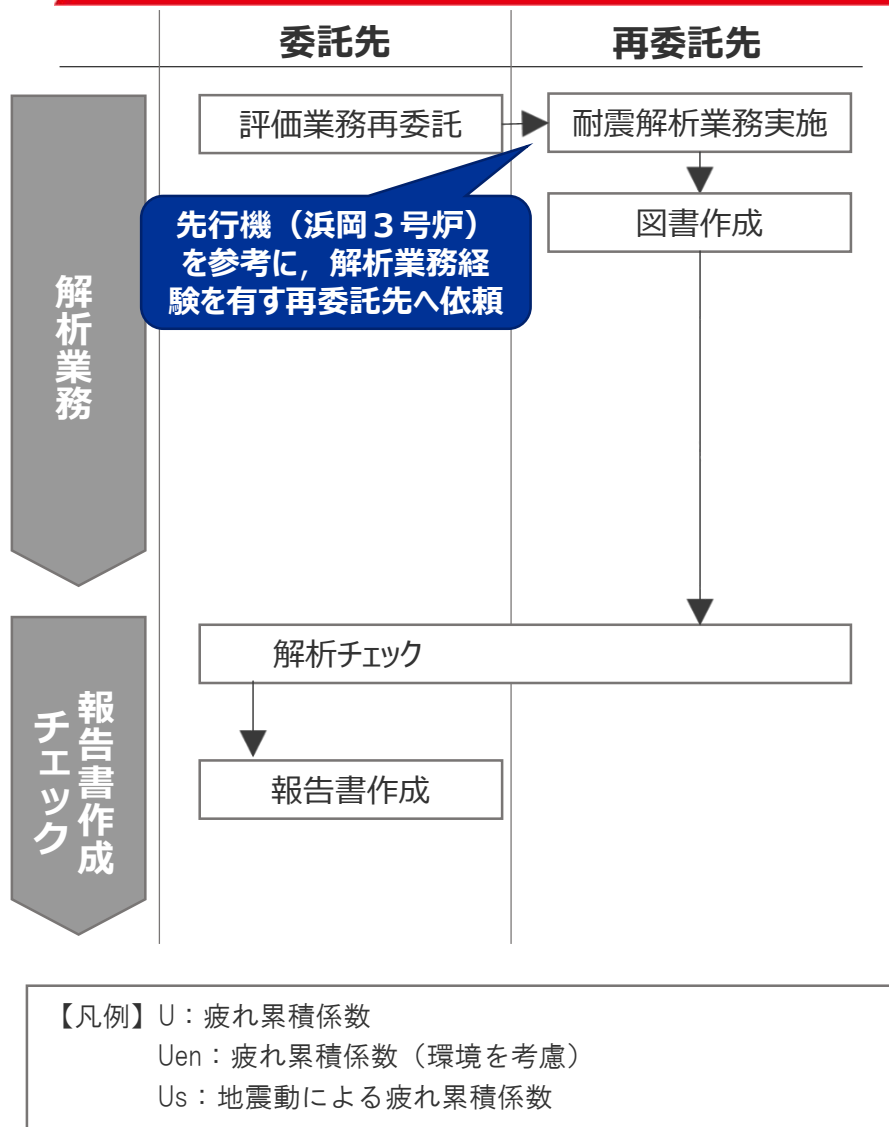 委託先
再委託先
解析業務
評価業務再委託
耐震解析業務実施
先行機（浜岡３号炉）
を参考に，解析業務経
験を有す再委託先へ依頼
図書作成
報告書作成
チェック
解析チェック
報告書作成
【凡例】U：疲れ累積係数
Uen：疲れ累積係数（環境を考慮）
Us：地震動による疲れ累積係数